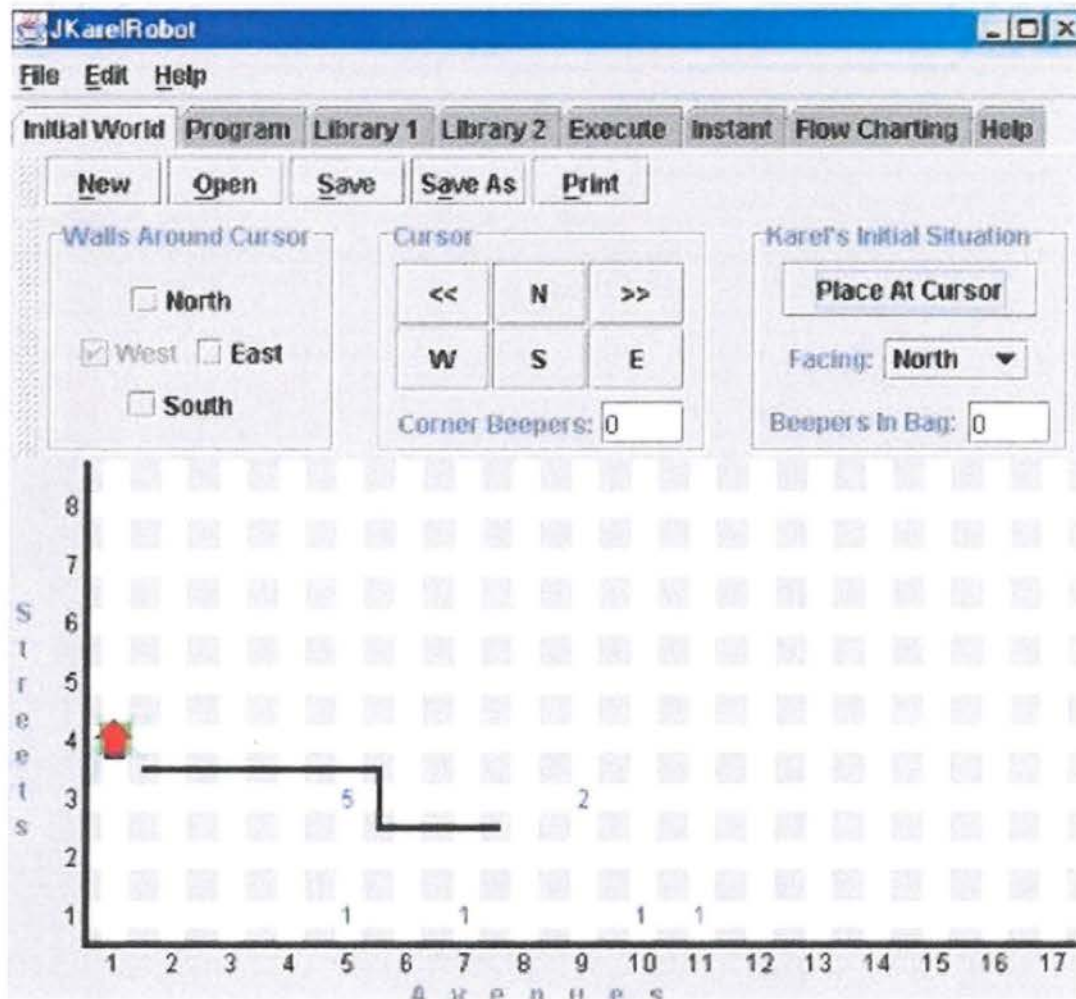 JKarelRobot
File Edit Help
Initial World Program Library 1 Library 2 Execute Instant Flow Charting Help
New Open Save Save As Print
Walls Around Cursor Cursor Karel's Initial Situation
North << N >> Place At Cursor
West East W S E Facing: North
South Corner Beepers: 0 Beepers In Bag: 0
8
7
6
5
4
3 5 2
2
1 1 1 1 1
1 2 3 4 5 6 7 8 9 10 11 12 13 14 15 16 17
Streets
Avenues